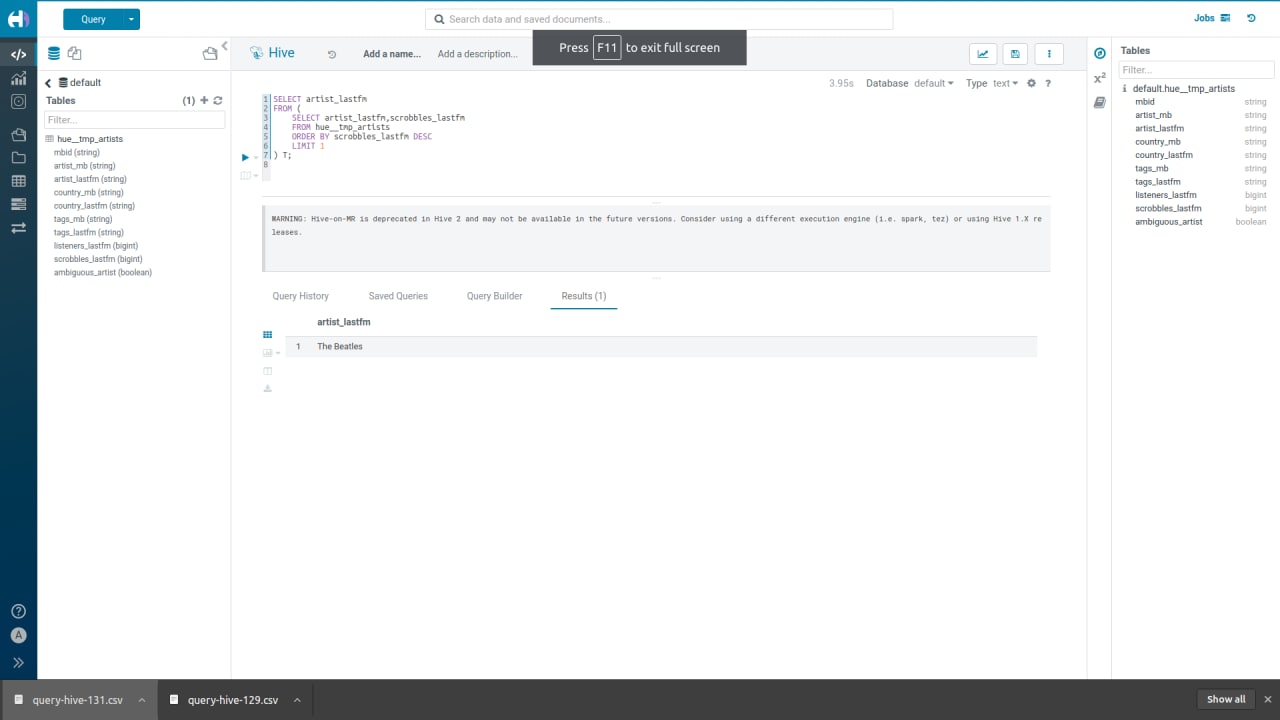 Query
Search data and saved documents...
Jobs
Press F11 to exit full screen
Hive
Add a name...
Add a description...
default
Tables
(1)
Filter...
hue__tmp_artists
mbid (string)
artist_mb (string)
artist_lastfm (string)
country_mb (string)
country_lastfm (string)
tags_mb (string)
tags_lastfm (string)
listeners_lastfm (bigint)
scrobbles_lastfm (bigint)
ambiguous_artist (boolean)
3.95s Database default Type text ?
1 SELECT artist_lastfm
2 FROM (
3 SELECT artist_lastfm,scrobbles_lastfm
4 FROM hue__tmp_artists
5 ORDER BY scrobbles_lastfm DESC
6 LIMIT 1
7 ) T;
8
WARNING: Hive-on-MR is deprecated in Hive 2 and may not be available in the future versions. Consider using a different execution engine (i.e. spark, tez) or using Hive 1.X re
leases.
Query History Saved Queries Query Builder Results (1)
artist_lastfm
1 The Beatles
x²
Tables
Filter...
default.hue__tmp_artists
mbid string
artist_mb string
artist_lastfm string
country_mb string
country_lastfm string
tags_mb string
tags_lastfm string
listeners_lastfm bigint
scrobbles_lastfm bigint
ambiguous_artist boolean
A
query-hive-131.csv
query-hive-129.csv
Show all